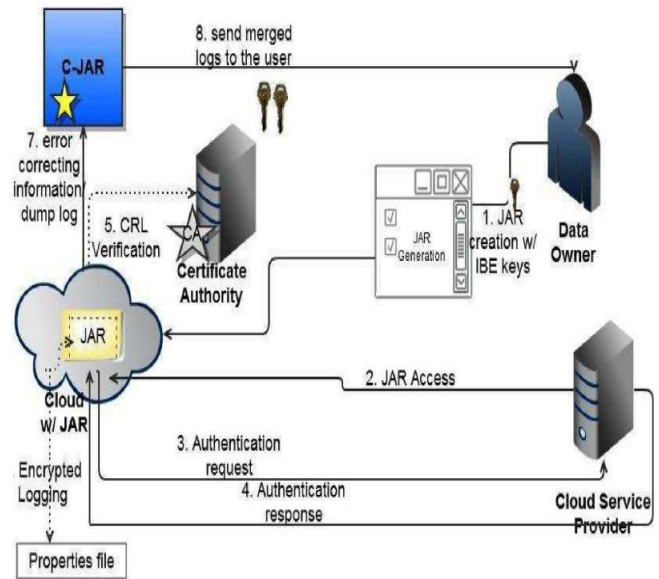 8. send merged
logs to the user
C-JAR
7. error
correcting
information/
dump log
5. CRL
Verification
CA
Certificate
Authority
JAR
Generation
1. JAR
creation w/
IBE keys
Data
Owner
JAR
Cloud
w/ JAR
2. JAR Access
3. Authentication
request
4. Authentication
response
Cloud Service
Provider
Encrypted
Logging
Properties file